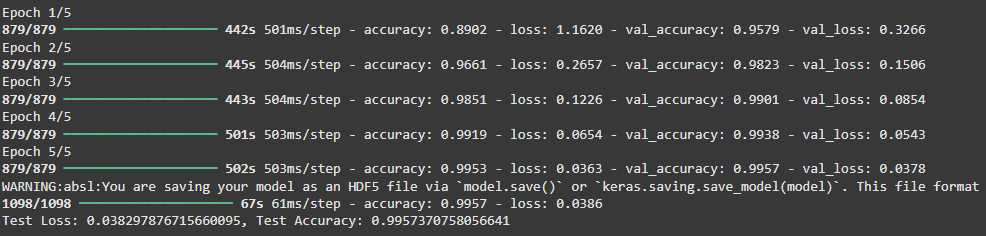 Epoch 1/5
879/879 ━━━━━━━━━━━━━━━━━━━━ 442s 501ms/step - accuracy: 0.8902 - loss: 1.1620 - val_accuracy: 0.9579 - val_loss: 0.3266
Epoch 2/5
879/879 ━━━━━━━━━━━━━━━━━━━━ 445s 504ms/step - accuracy: 0.9661 - loss: 0.2657 - val_accuracy: 0.9823 - val_loss: 0.1506
Epoch 3/5
879/879 ━━━━━━━━━━━━━━━━━━━━ 443s 504ms/step - accuracy: 0.9851 - loss: 0.1226 - val_accuracy: 0.9901 - val_loss: 0.0854
Epoch 4/5
879/879 ━━━━━━━━━━━━━━━━━━━━ 501s 503ms/step - accuracy: 0.9919 - loss: 0.0654 - val_accuracy: 0.9938 - val_loss: 0.0543
Epoch 5/5
879/879 ━━━━━━━━━━━━━━━━━━━━ 502s 503ms/step - accuracy: 0.9953 - loss: 0.0363 - val_accuracy: 0.9957 - val_loss: 0.0378
WARNING:absl:You are saving your model as an HDF5 file via `model.save()` or `keras.saving.save_model(model)`. This file format
1098/1098 ━━━━━━━━━━━━━━━━━━━━ 67s 61ms/step - accuracy: 0.9957 - loss: 0.0386
Test Loss: 0.038297876715660095, Test Accuracy: 0.9957370758056641